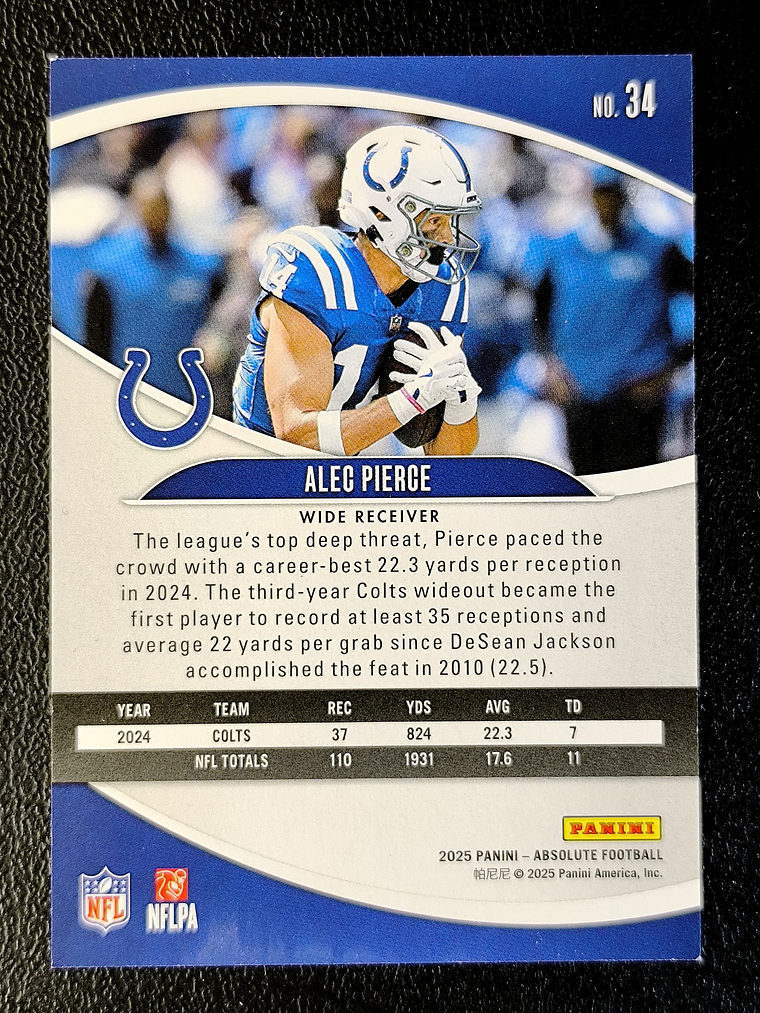 NO. 34
14
14
ALEC PIERCE
WIDE RECEIVER
The league's top deep threat, Pierce paced the
crowd with a career-best 22.3 yards per reception
in 2024. The third-year Colts wideout became the
first player to record at least 35 receptions and
average 22 yards per grab since DeSean Jackson
accomplished the feat in 2010 (22.5).
YEAR TEAM REC YDS AVG TD
2024 COLTS 37 824 22.3 7
NFL TOTALS 110 1931 17.6 11
PANINI
2025 PANINI – ABSOLUTE FOOTBALL
帕尼尼 © 2025 Panini America, Inc.
NFL
NFLPA